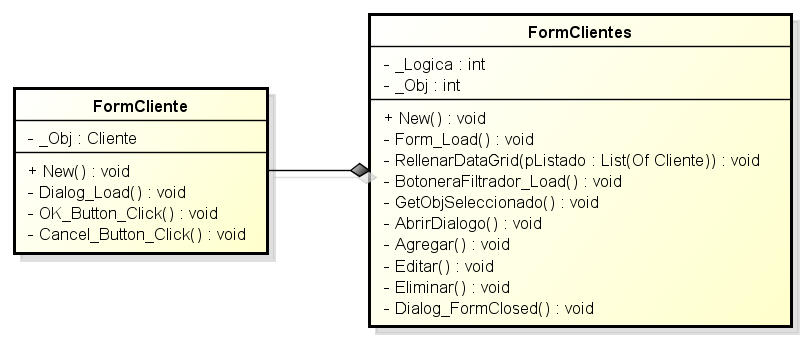 FormCliente
- _Obj : Cliente
+ New() : void
- Dialog_Load() : void
- OK_Button_Click() : void
- Cancel_Button_Click() : void
FormClientes
- _Logica : int
- _Obj : int
+ New() : void
- Form_Load() : void
- RellenarDataGrid(pListado : List(Of Cliente)) : void
- BotoneraFiltrador_Load() : void
- GetObjSeleccionado() : void
- AbrirDialogo() : void
- Agregar() : void
- Editar() : void
- Eliminar() : void
- Dialog_FormClosed() : void